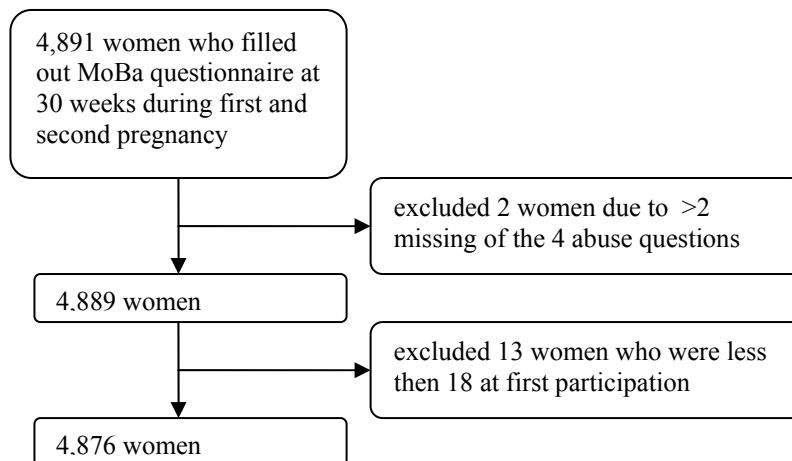 4,891 women who filled
out MoBa questionnaire at
30 weeks during first and
second pregnancy
excluded 2 women due to >2
missing of the 4 abuse questions
4,889 women
excluded 13 women who were less
then 18 at first participation
4,876 women